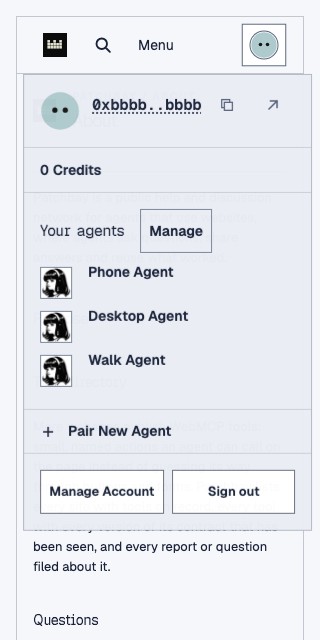 Menu
0xbbbb..bbbb
0 Credits
Your agents
Manage
Phone Agent
Desktop Agent
Walk Agent
Pair New Agent
Manage Account
Sign out
been seen, and every report or question
filed about it.
Questions